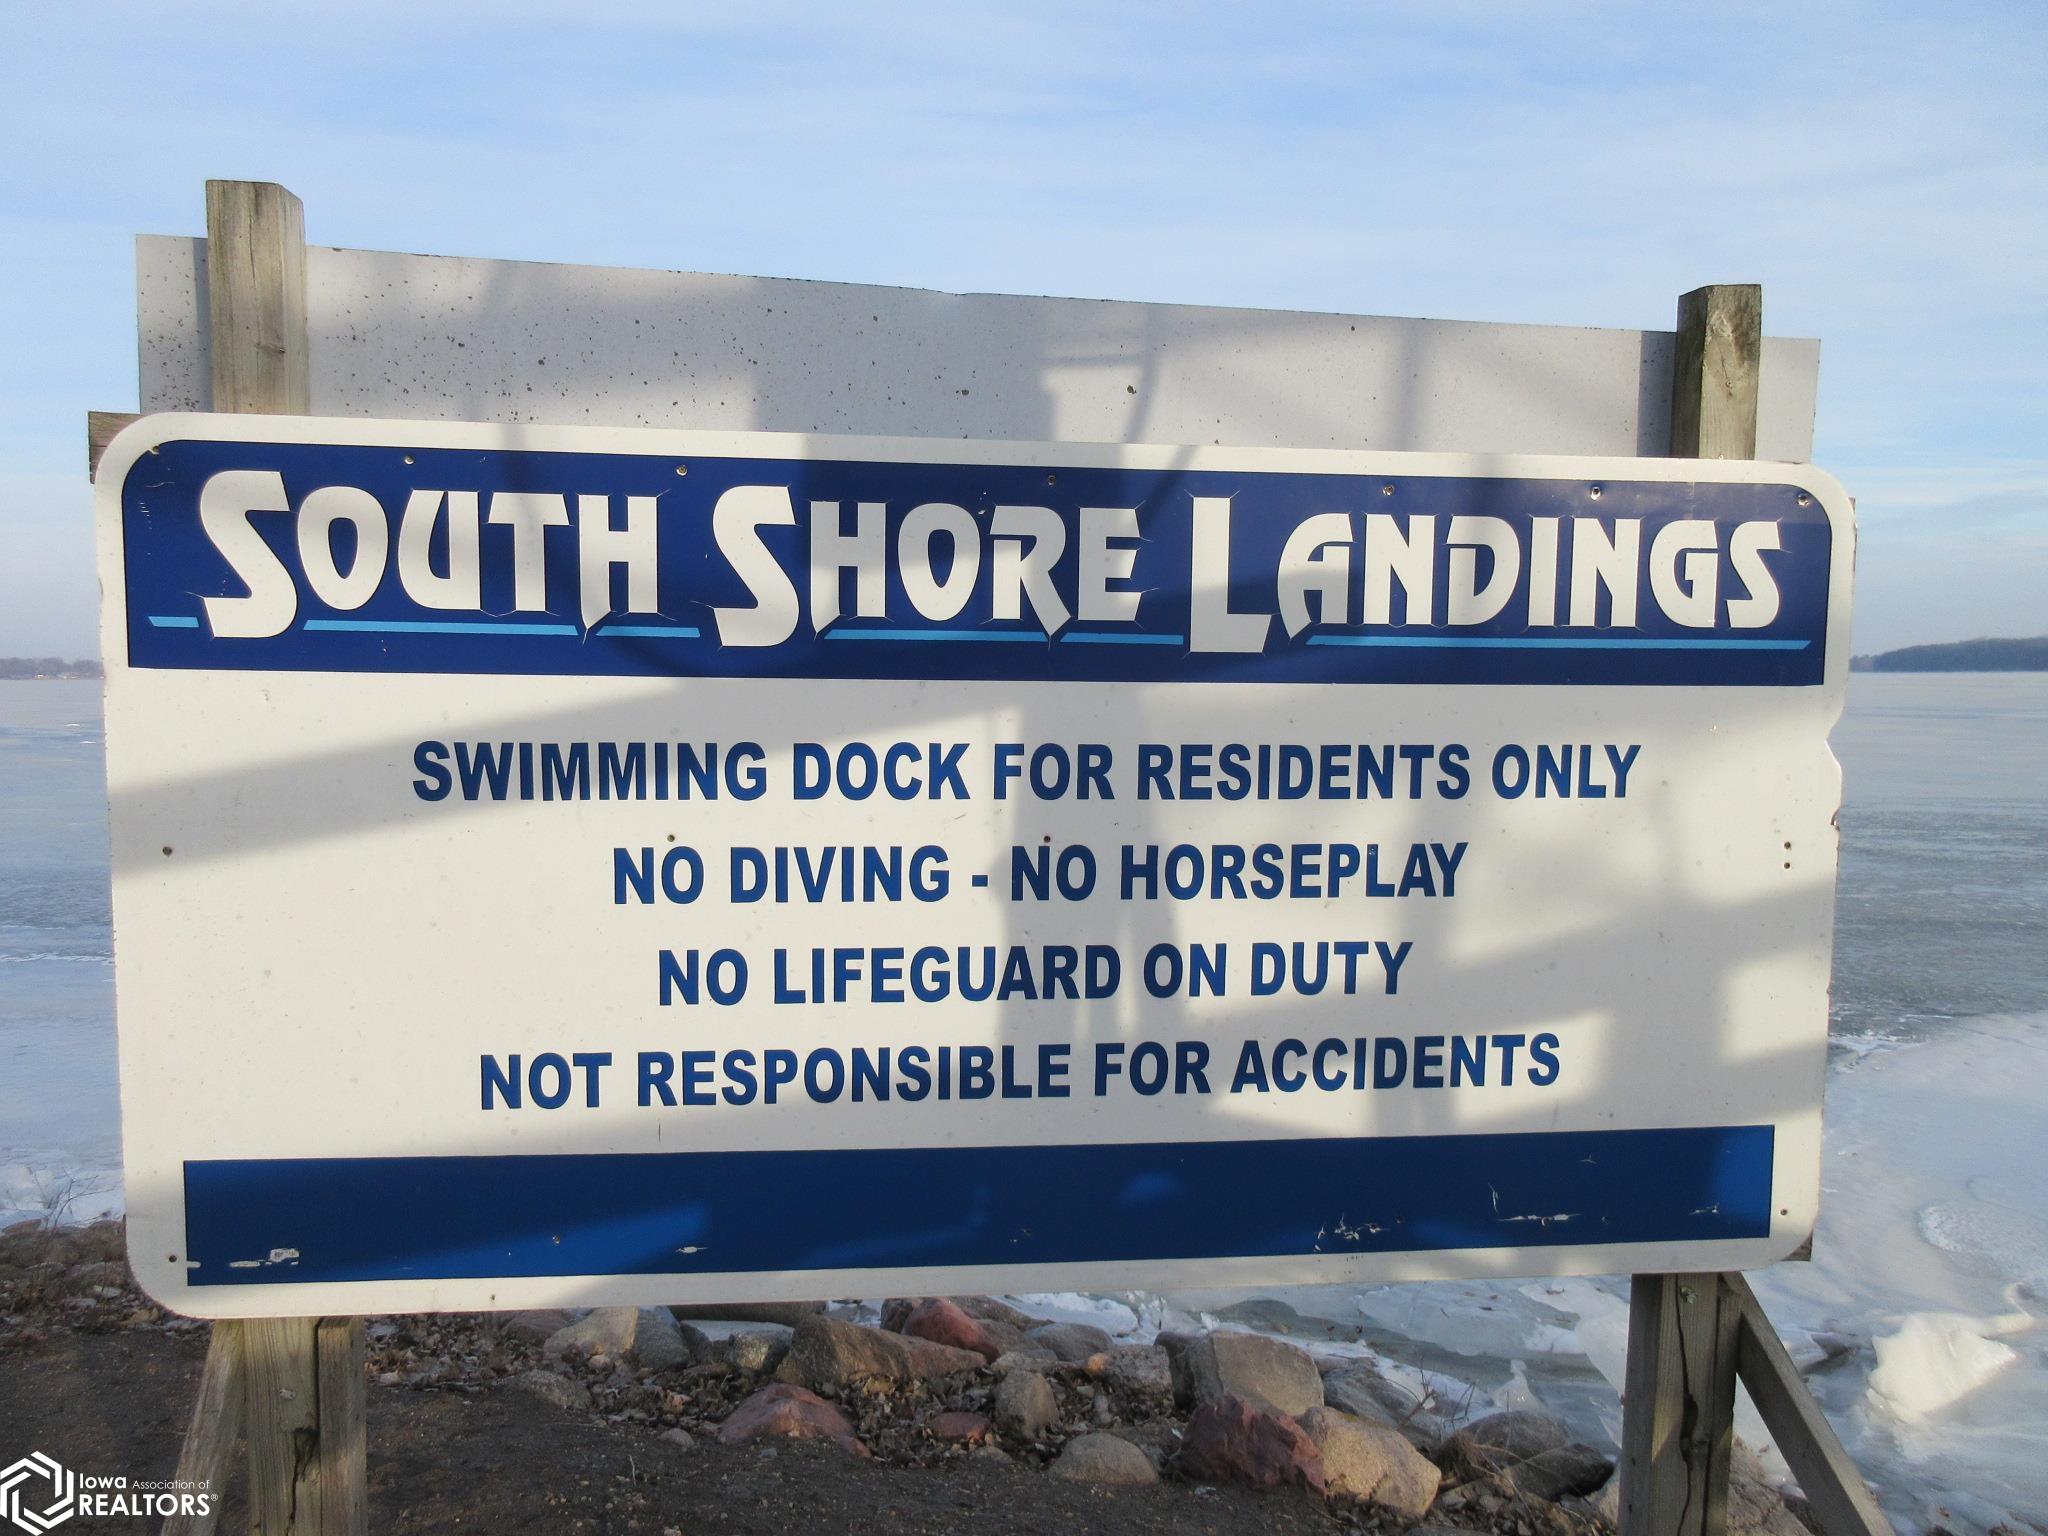 SOUTH SHORE LANDINGS
SWIMMING DOCK FOR RESIDENTS ONLY
NO DIVING - NO HORSEPLAY
NO LIFEGUARD ON DUTY
NOT RESPONSIBLE FOR ACCIDENTS
Iowa Association of
REALTORS®